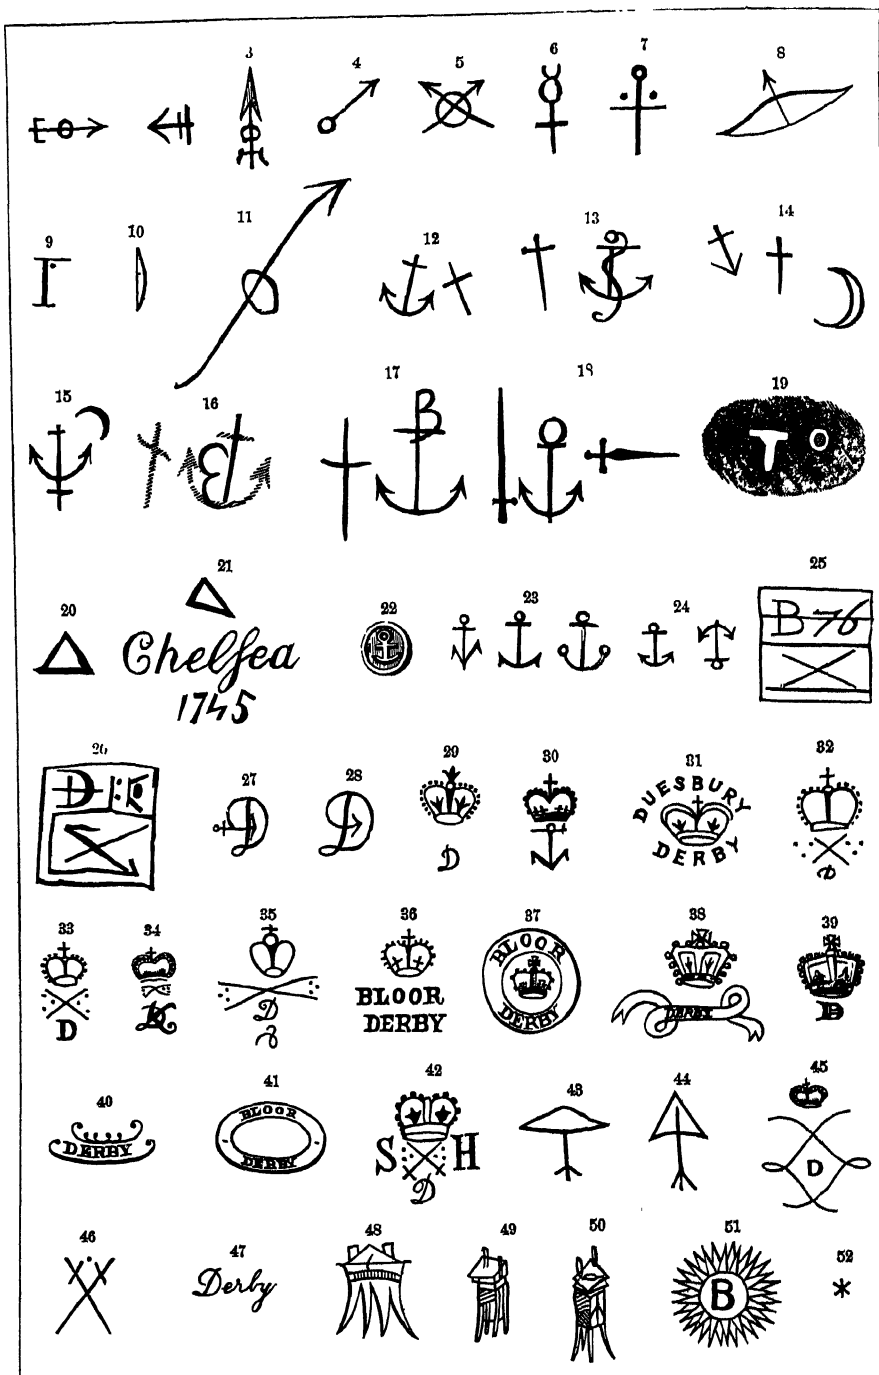 3 4 5 6 7 8
9 10 11 12 13 14
15 16 17 18 19
T o
B
20 21 22 23 24 25
Chelsea
1745
B 76
26 27 28 29 30 31 32
D D D D
DUESBURY
DERBY
D
33 34 35 36 37 38 39
D D
BLOOR
DERBY
BLOOR
DERBY
DERBY
D
40 41 42 43 44 45
DERBY
BLOOR
DERBY
S H
D
D
46 47 48 49 50 51 52
Derby
B